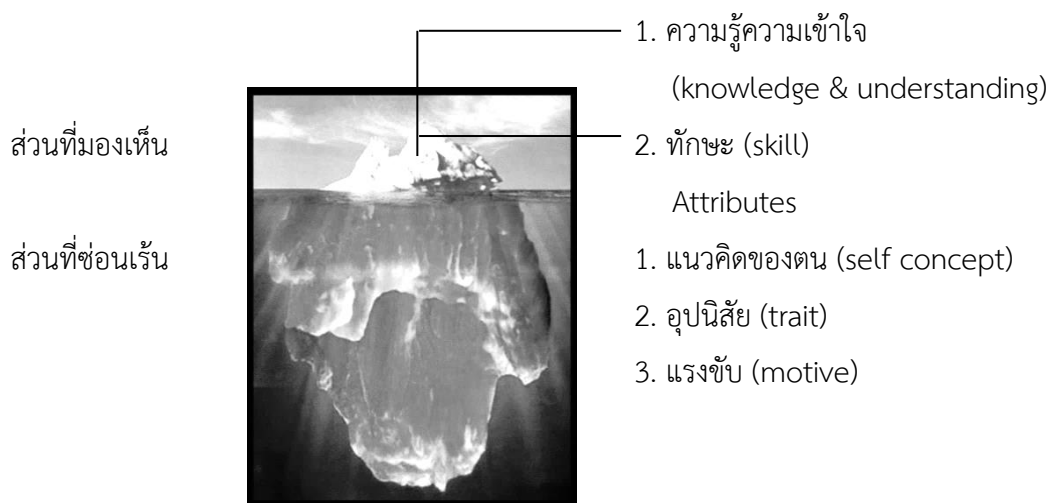 1. ความรู้ความเข้าใจ
(knowledge & understanding)
ส่วนที่มองเห็น
2. ทักษะ (skill)
Attributes
ส่วนที่ซ่อนเร้น
1. แนวคิดของตน (self concept)
2. อุปนิสัย (trait)
3. แรงขับ (motive)